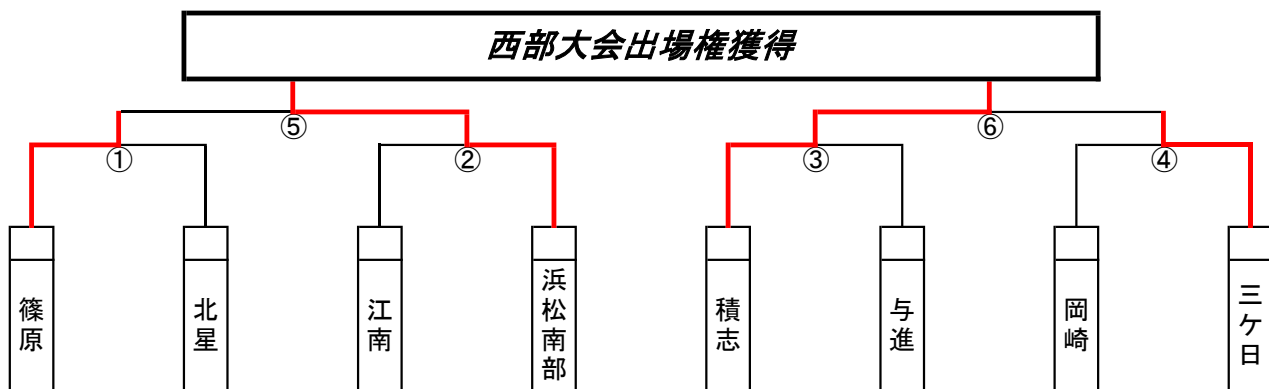 西部大会出場権獲得
⑤
⑥
①
②
③
④
篠原
北星
江南
浜松南部
積志
与進
岡崎
三ケ日